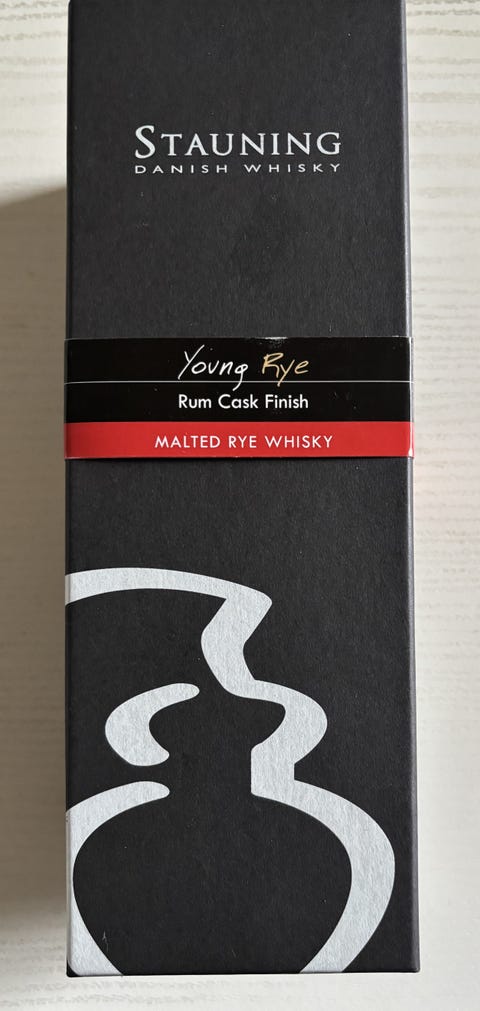 STAUNING
DANISH WHISKY
Young Rye
Rum Cask Finish
MALTED RYE WHISKY